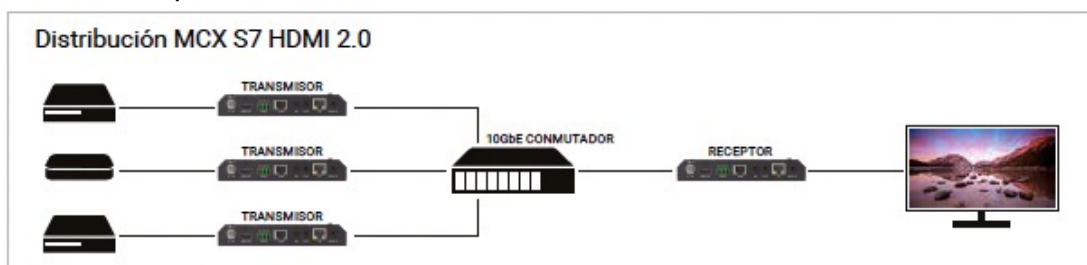 Distribución MCX S7 HDMI 2.0
TRANSMISOR
TRANSMISOR
10GbE CONMUTADOR
RECEPTOR
TRANSMISOR